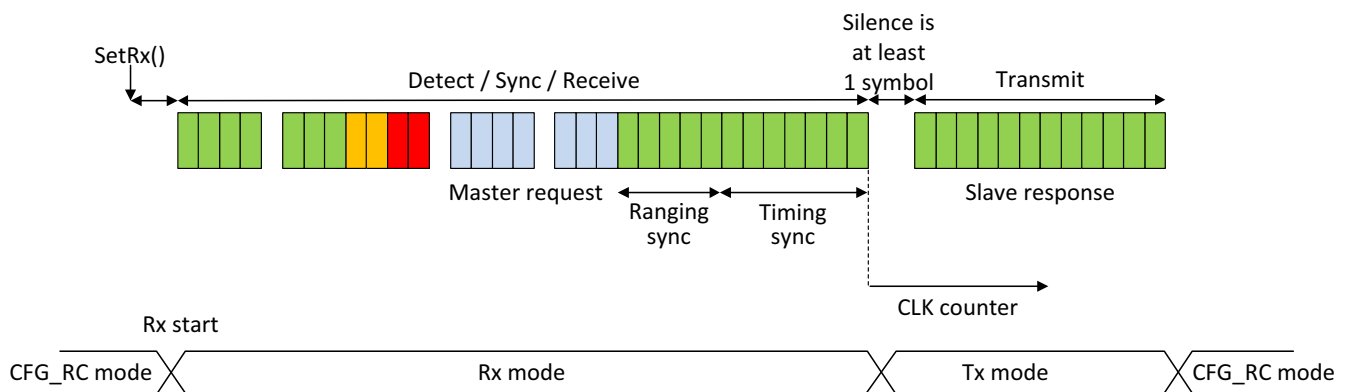 SetRx()
Detect / Sync / Receive
Silence is
at least
1 symbol
Transmit
Master request
Ranging
sync
Timing
sync
Slave response
CLK counter
Rx start
CFG_RC mode
Rx mode
Tx mode
CFG_RC mode